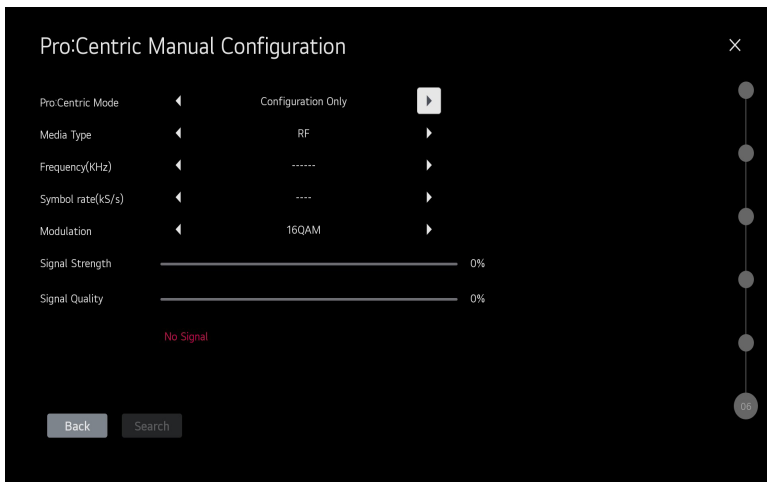 Pro:Centric Manual Configuration
Pro:Centric Mode Configuration Only
Media Type RF
Frequency(KHz) ------
Symbol rate(kS/s) ----
Modulation 16QAM
Signal Strength 0%
Signal Quality 0%
No Signal
06
Back Search